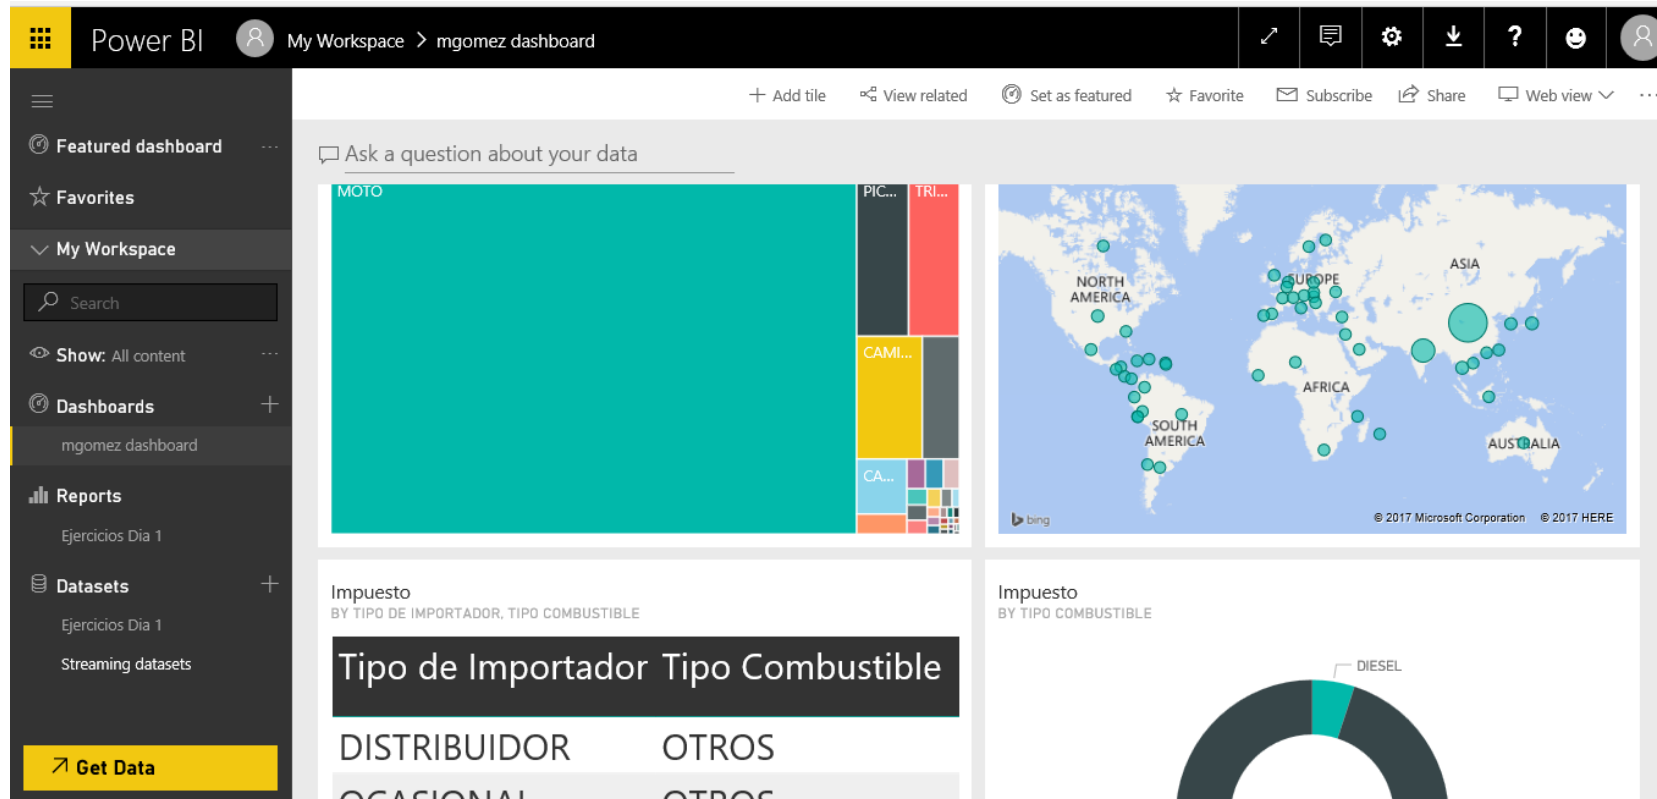 Power BI
My Workspace > mgomez dashboard
+ Add tile
View related
Set as featured
Favorite
Subscribe
Share
Web view
...
Featured dashboard
...
Favorites
My Workspace
Search
Show: All content
...
Dashboards +
mgomez dashboard
Reports
Ejercicios Dia 1
Datasets +
Ejercicios Dia 1
Streaming datasets
Get Data
Ask a question about your data
MOTO
PIC...
TRI...
CAMI...
CA...
NORTH
AMERICA
EUROPE
ASIA
AFRICA
SOUTH
AMERICA
AUSTRALIA
bing
© 2017 Microsoft Corporation © 2017 HERE
Impuesto
BY TIPO DE IMPORTADOR, TIPO COMBUSTIBLE
Tipo de Importador Tipo Combustible
DISTRIBUIDOR OTROS
OCASIONAL OTROS
Impuesto
BY TIPO COMBUSTIBLE
DIESEL